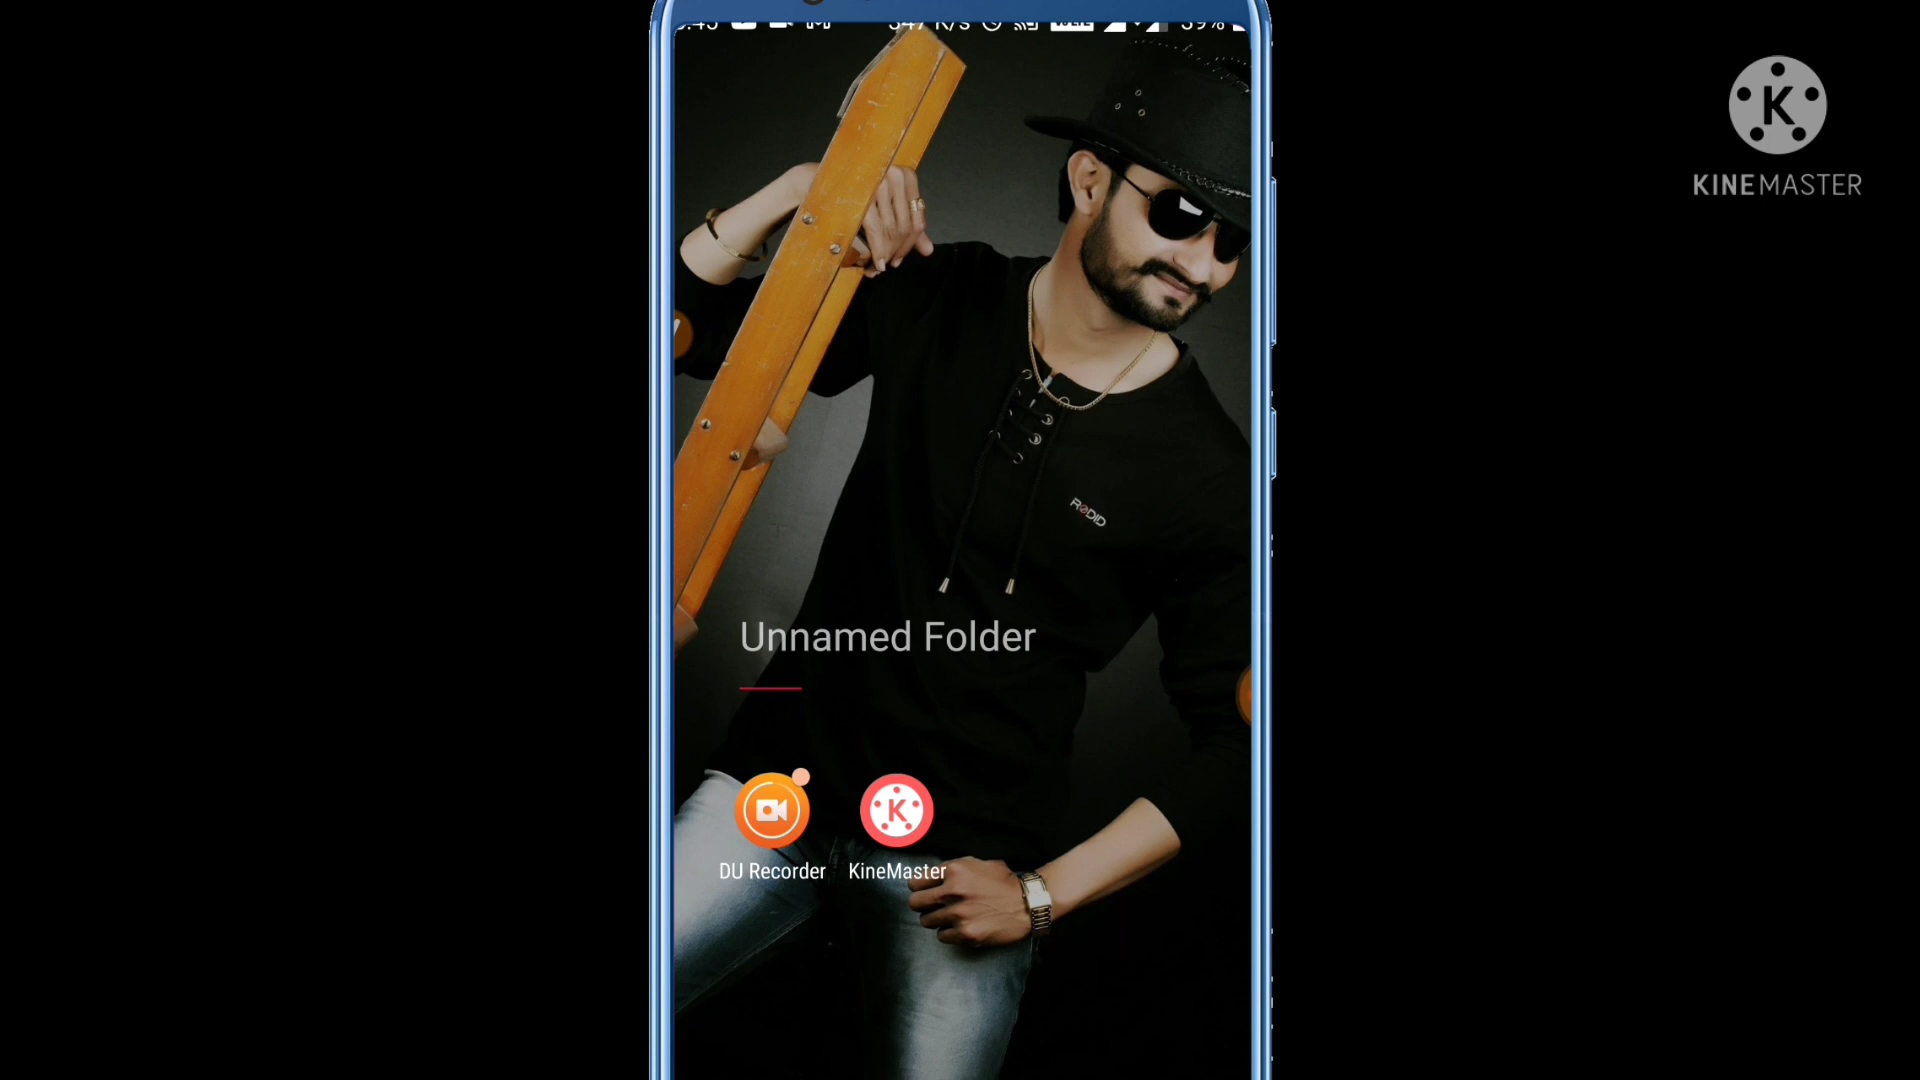 K
KINEMASTER
RODID
Unnamed Folder
K
DU Recorder KineMaster